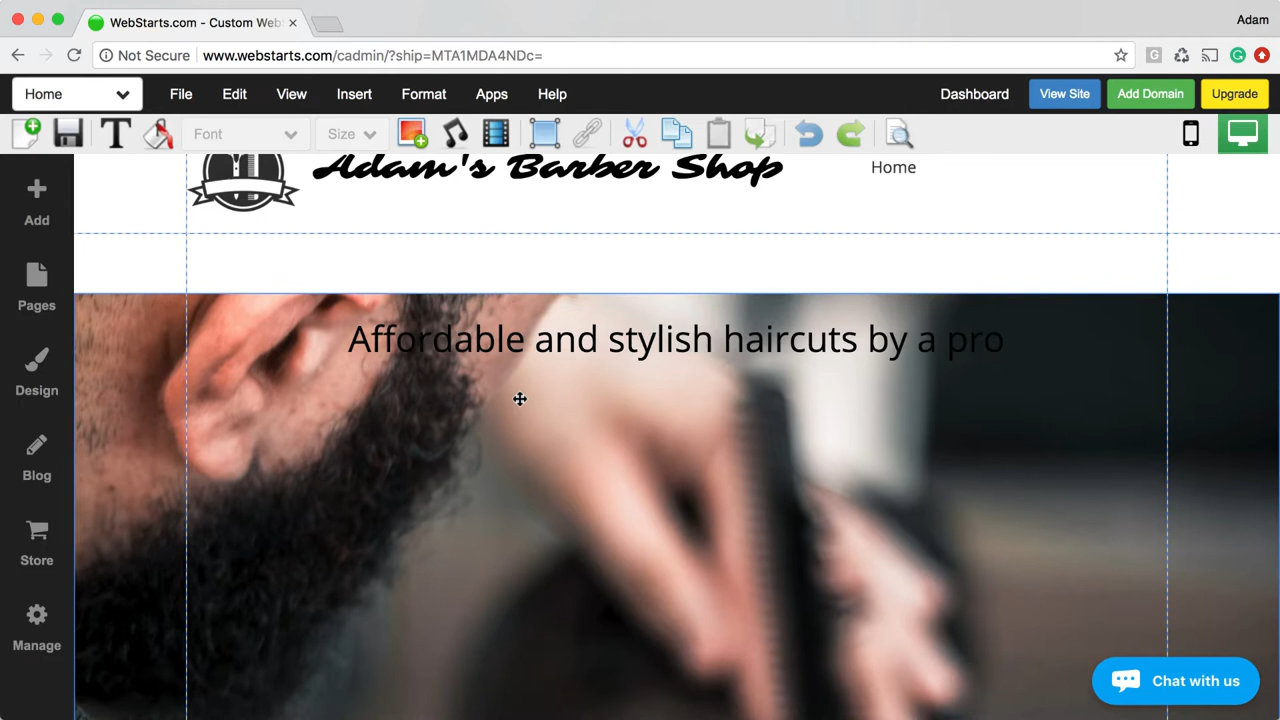 WebStarts.com - Custom Web
Adam
Not Secure www.webstarts.com/cadmin/?ship=MTA1MDA4NDc=
Home File Edit View Insert Format Apps Help Dashboard View Site Add Domain Upgrade
T Font Size
Adam's Barber Shop
Home
Add
Pages
Design
Blog
Store
Manage
Affordable and stylish haircuts by a pro
Chat with us